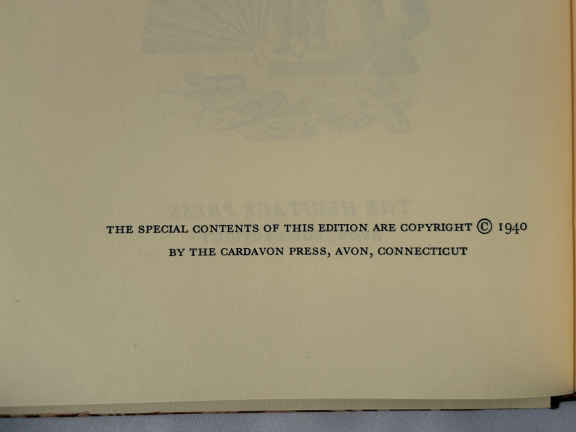 THE SPECIAL CONTENTS OF THIS EDITION ARE COPYRIGHT © 1940
BY THE CARDAVON PRESS, AVON, CONNECTICUT